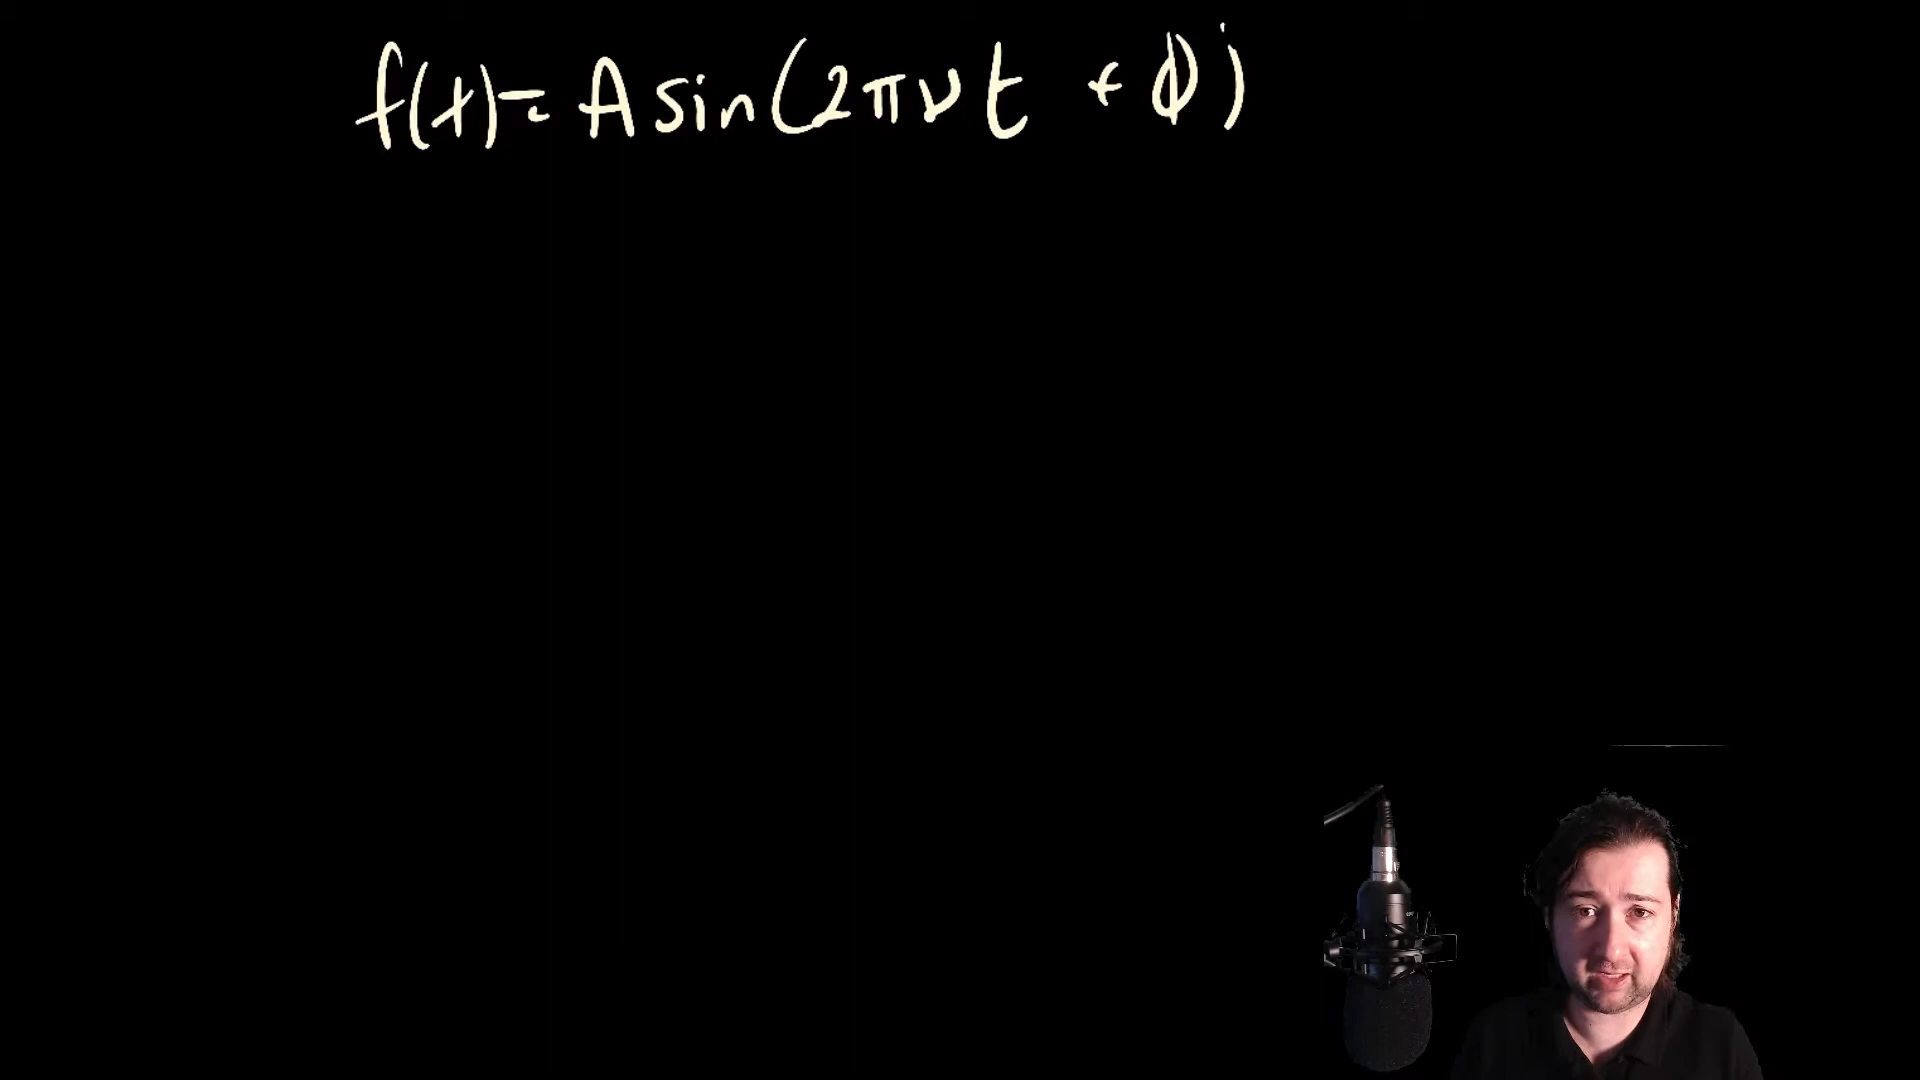 f(t)= A sin(2πνt + φ)